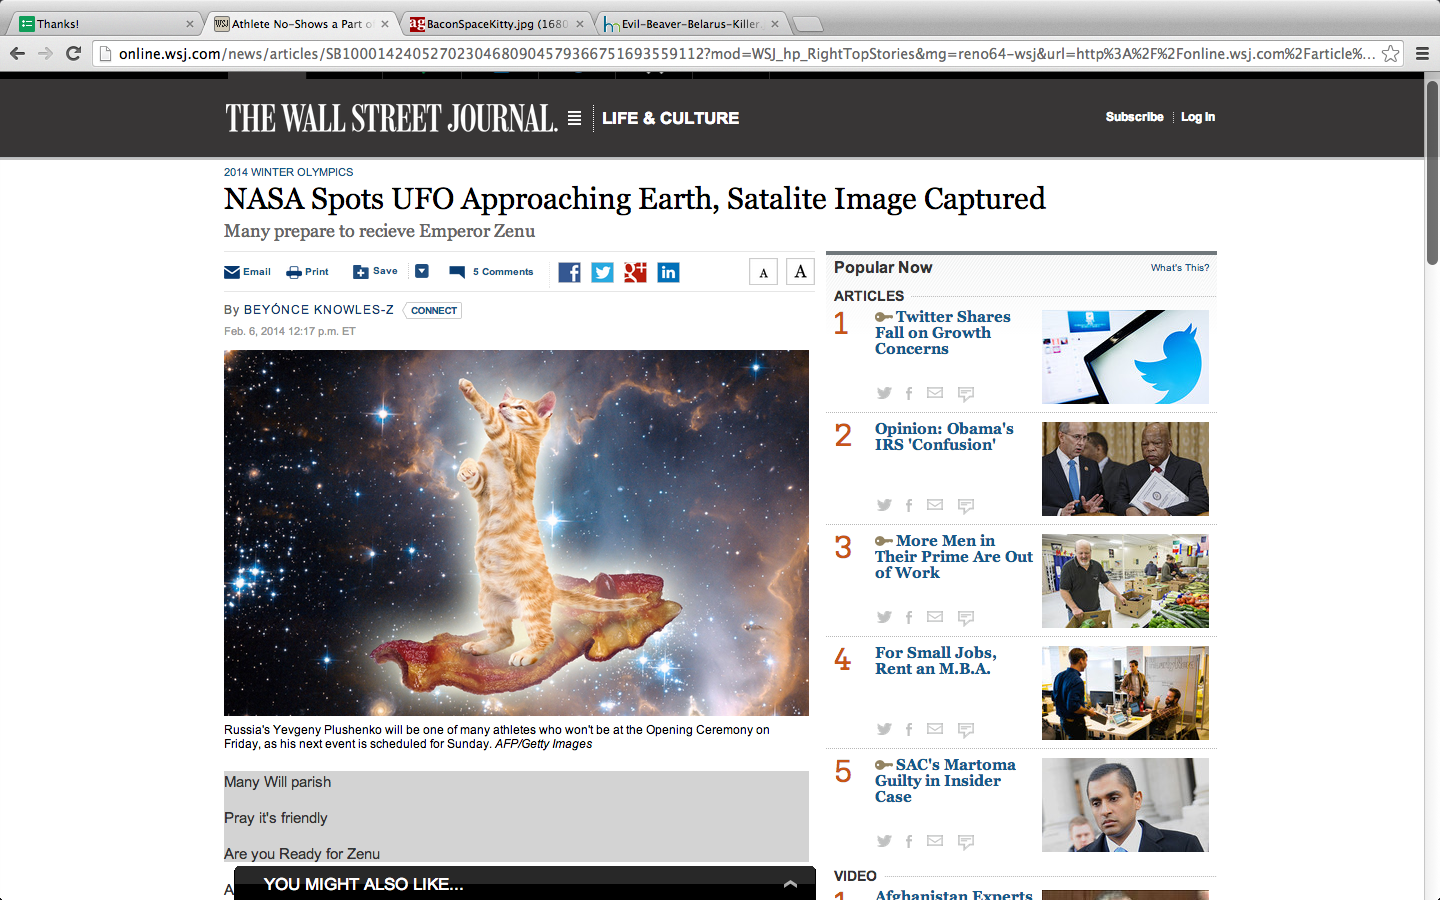 Thanks!
WSJ Athlete No-Shows a Part o
ag BaconSpaceKitty.jpg (1680
Evil-Beaver-Belarus-Killer.
online.wsj.com/news/articles/SB10001424052702304680904579366751693559112?mod=WSJ_hp_RightTopStories&mg=reno64-wsj&url=http%3A%2F%2Fonline.wsj.com%2Farticle%...
THE WALL STREET JOURNAL.
LIFE & CULTURE
Subscribe
Log In
2014 WINTER OLYMPICS
NASA Spots UFO Approaching Earth, Satalite Image Captured
Many prepare to recieve Emperor Zenu
Email
Print
Save
5 Comments
A
A
By BEYÓNCE KNOWLES-Z
CONNECT
Feb. 6, 2014 12:17 p.m. ET
Russia's Yevgeny Plushenko will be one of many athletes who won't be at the Opening Ceremony on
Friday, as his next event is scheduled for Sunday. AFP/Getty Images
Many Will parish
Pray it's friendly
Are you Ready for Zenu
A
YOU MIGHT ALSO LIKE...
Popular Now
What's This?
ARTICLES
1
Twitter Shares
Fall on Growth
Concerns
2
Opinion: Obama's
IRS 'Confusion'
3
More Men in
Their Prime Are Out
of Work
4
For Small Jobs,
Rent an M.B.A.
5
SAC's Martoma
Guilty in Insider
Case
VIDEO
1
Afghanistan Experts